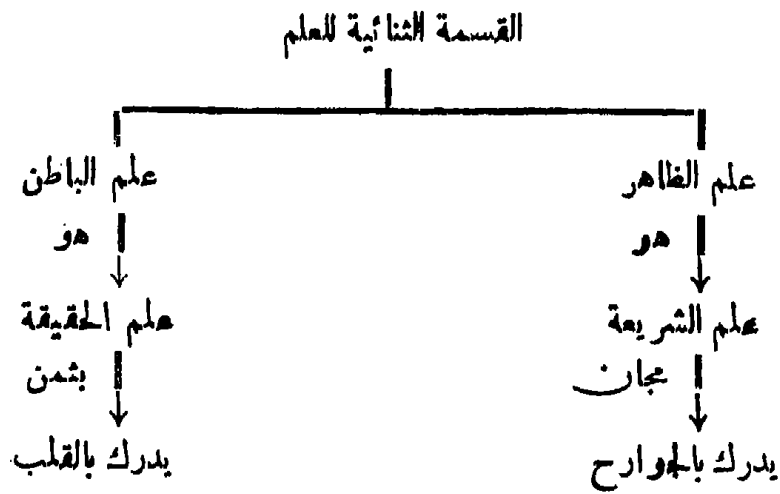 القسمة الثنائية للعلم
علم الظاهر
علم الباطن
هو
هو
علم الشريعة
علم الحقيقة
مجان
بثمن
يدرك بالجوارح
يدرك بالقلب